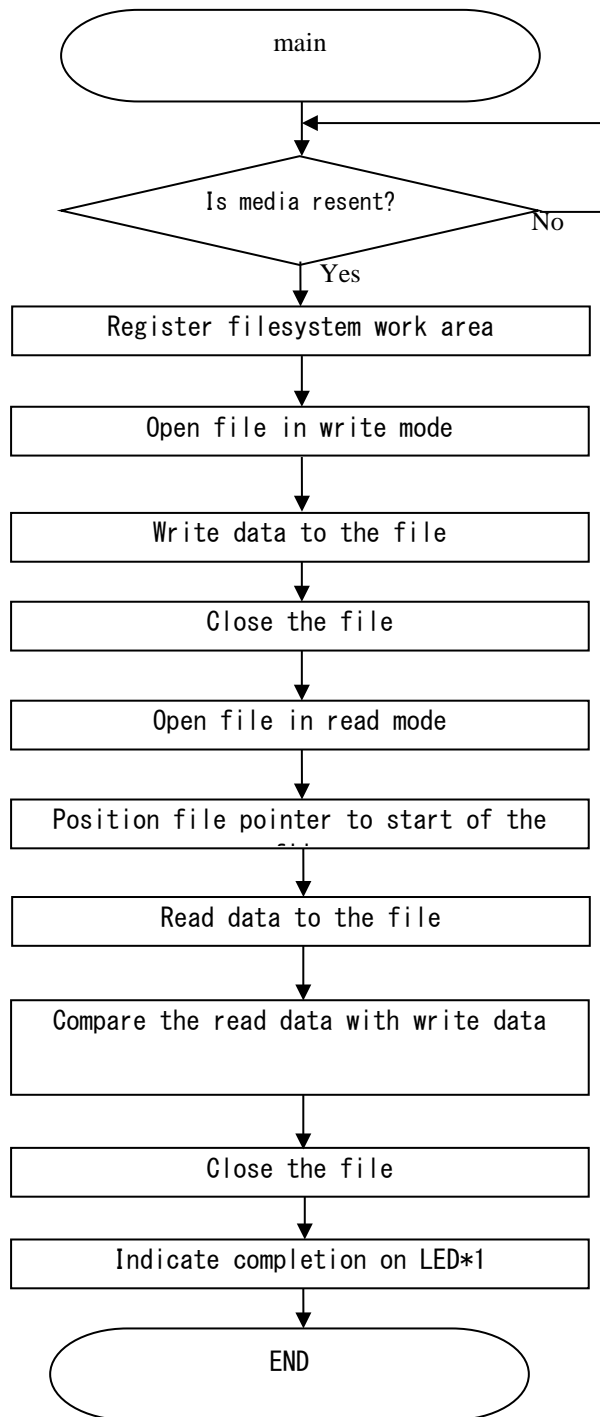 main
Is media resent?
No
Yes
Register filesystem work area
Open file in write mode
Write data to the file
Close the file
Open file in read mode
Position file pointer to start of the
Read data to the file
Compare the read data with write data
Close the file
Indicate completion on LED*1
END